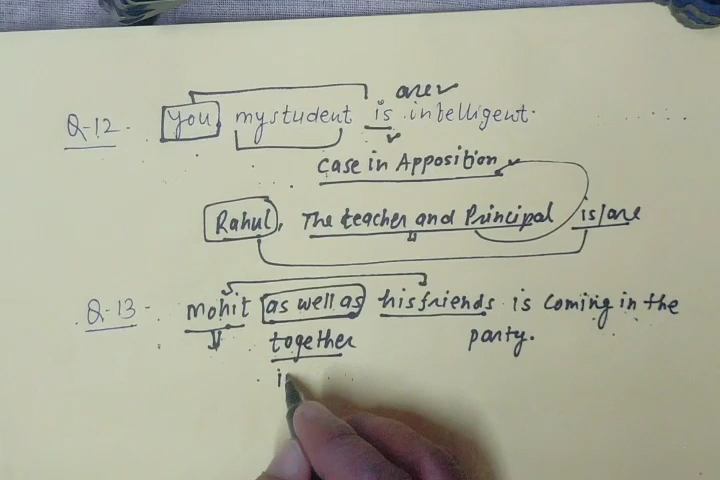 are
Q-12 you my student is intelligent.
Case in Apposition
Rahul, The teacher and Principal is/are
Q-13 - mohit as well as his friends is coming in the
together party.
i